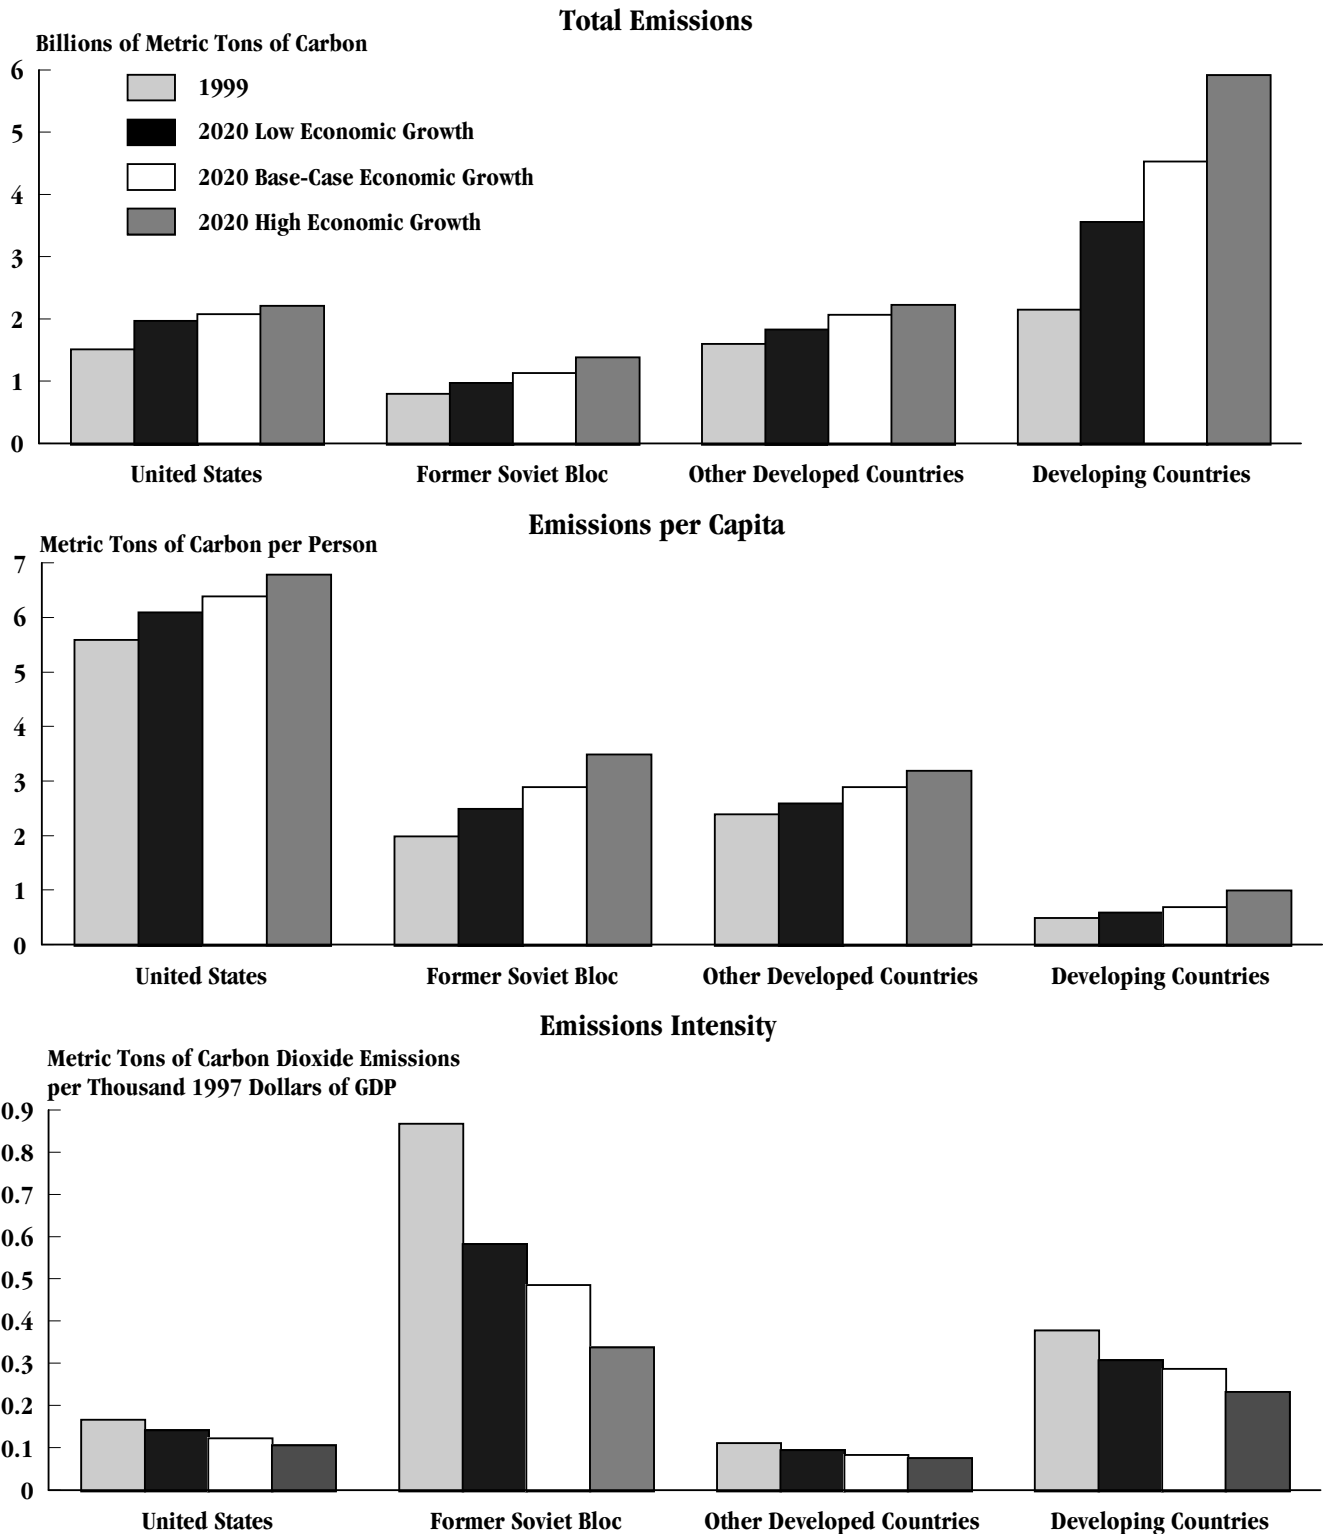 Total Emissions
Billions of Metric Tons of Carbon
6
5
4
3
2
1
0
1999
2020 Low Economic Growth
2020 Base-Case Economic Growth
2020 High Economic Growth
United States
Former Soviet Bloc
Other Developed Countries
Developing Countries
Emissions per Capita
Metric Tons of Carbon per Person
7
6
5
4
3
2
1
0
United States
Former Soviet Bloc
Other Developed Countries
Developing Countries
Emissions Intensity
Metric Tons of Carbon Dioxide Emissions
per Thousand 1997 Dollars of GDP
0.9
0.8
0.7
0.6
0.5
0.4
0.3
0.2
0.1
0
United States
Former Soviet Bloc
Other Developed Countries
Developing Countries